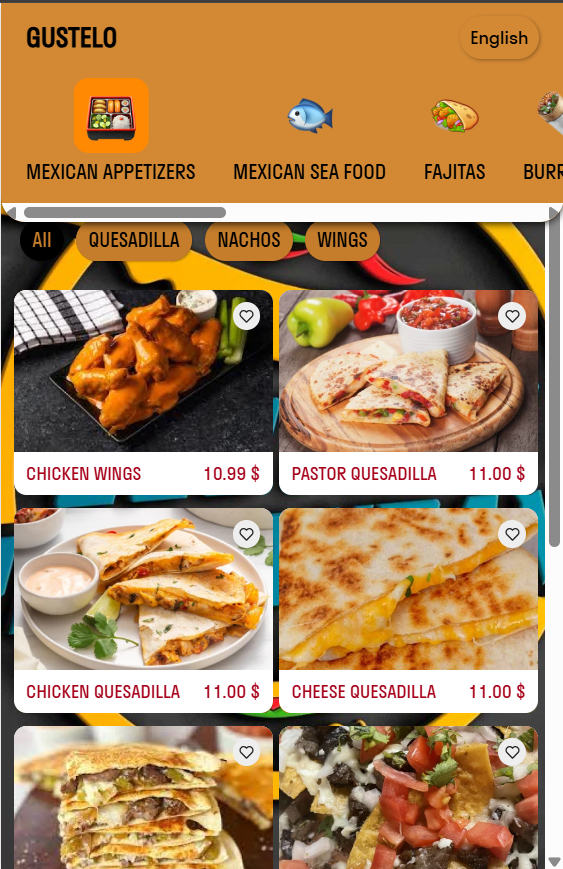 GUSTELO
English
MEXICAN APPETIZERS
MEXICAN SEA FOOD
FAJITAS
BURR
All
QUESADILLA
NACHOS
WINGS
CHICKEN WINGS 10.99 $
PASTOR QUESADILLA 11.00 $
CHICKEN QUESADILLA 11.00 $
CHEESE QUESADILLA 11.00 $